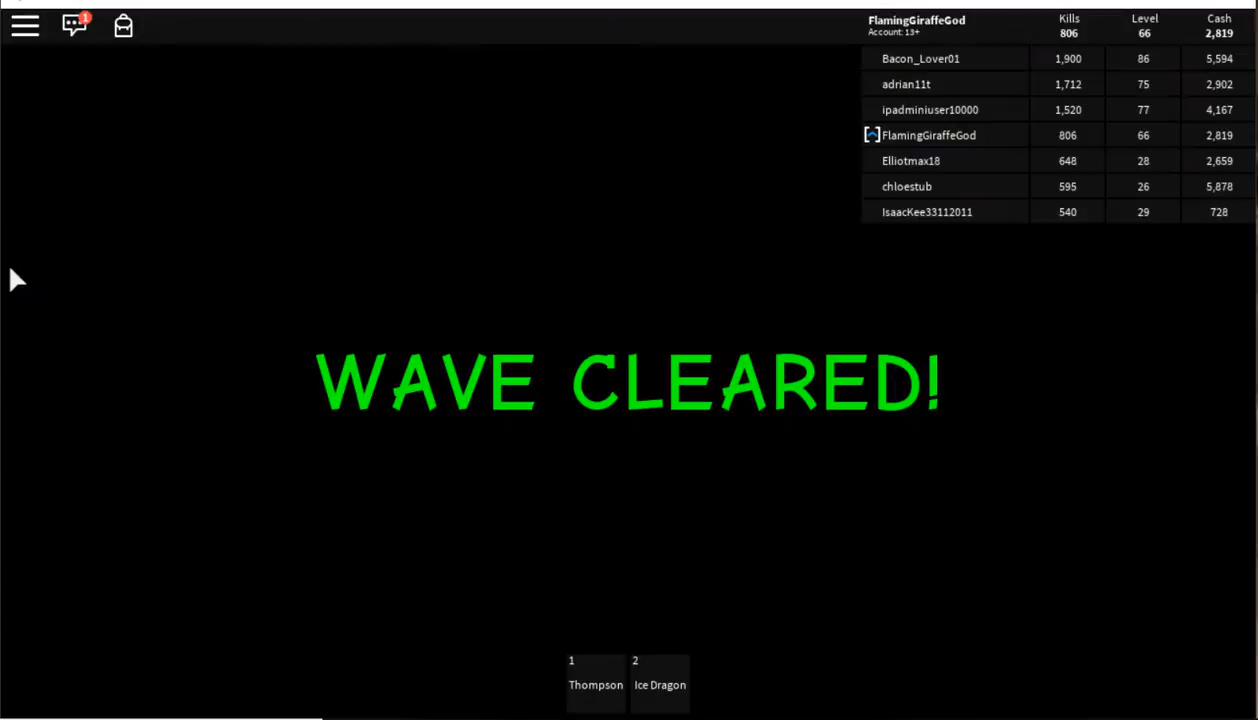 1
FlamingGiraffeGod Kills Level Cash
Account: 13+ 806 66 2,819
Bacon_Lover01 1,900 86 5,594
adrian11t 1,712 75 2,902
ipadminiuser10000 1,520 77 4,167
FlamingGiraffeGod 806 66 2,819
Elliotmax18 648 28 2,659
chloestub 595 26 5,878
IsaacKee33112011 540 29 728
WAVE CLEARED!
1 2
Thompson Ice Dragon